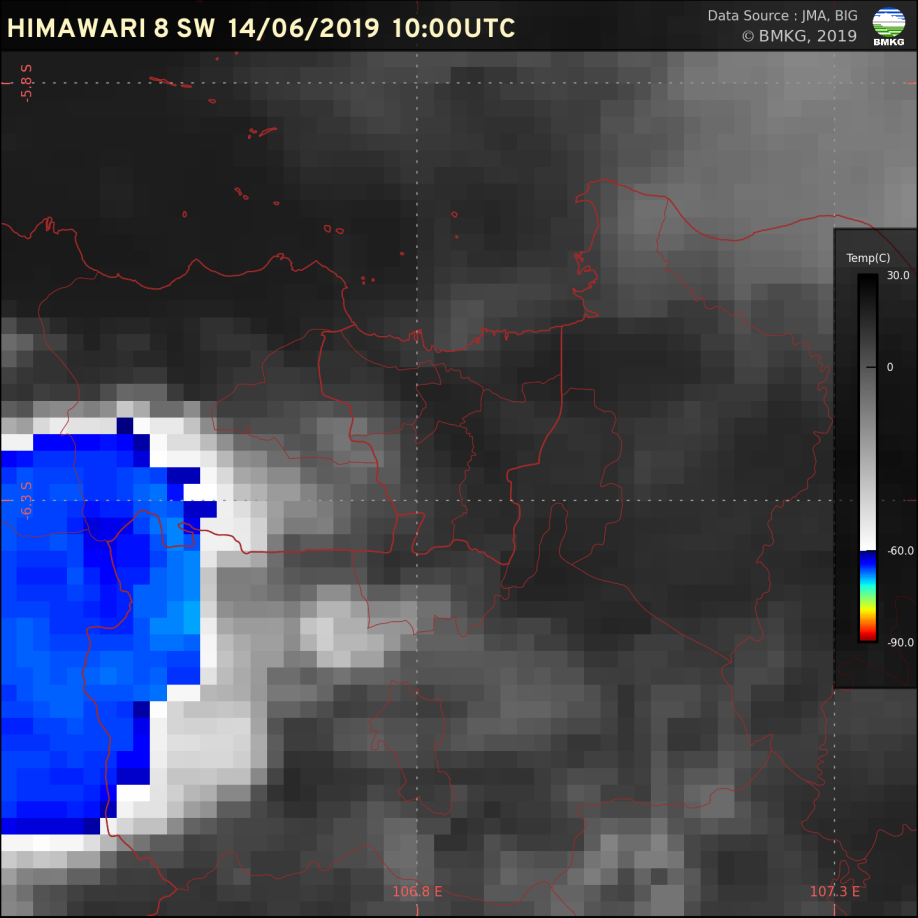 HIMAWARI 8 SW 14/06/2019 10:00UTC
Data Source : JMA, BIG
© BMKG, 2019
BMKG
-5.8 S
Temp(C)
30.0
0
-6.3 S
-60.0
-90.0
106.8 E
107.3 E